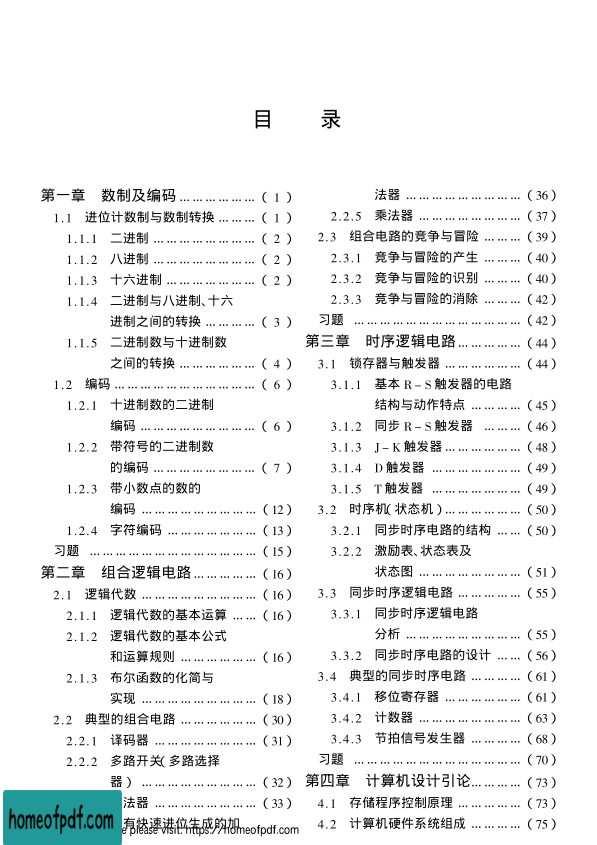 目 录
第一章 数制及编码 ……………… ( 1 )
1.1 进位计数制与数制转换 ……… ( 1 )
1.1.1 二进制 …………………… ( 2 )
1.1.2 八进制 …………………… ( 2 )
1.1.3 十六进制 ………………… ( 2 )
1.1.4 二进制与八进制、十六
进制之间的转换 ………… ( 3 )
1.1.5 二进制数与十进制数
之间的转换 ……………… ( 4 )
1.2 编码 …………………………… ( 6 )
1.2.1 十进制数的二进制
编码 ……………………… ( 6 )
1.2.2 带符号的二进制数
的编码 …………………… ( 7 )
1.2.3 带小数点的数的
编码 ……………………… (12)
1.2.4 字符编码 ………………… (13)
习题 ………………………………… (15)
第二章 组合逻辑电路 …………… (16)
2.1 逻辑代数 ……………………… (16)
2.1.1 逻辑代数的基本运算 …… (16)
2.1.2 逻辑代数的基本公式
和运算规则 ……………… (16)
2.1.3 布尔函数的化简与
实现 ……………………… (18)
2.2 典型的组合电路 ……………… (30)
2.2.1 译码器 …………………… (31)
2.2.2 多路开关(多路选择
器) ……………………… (32)
法器 …………………… (33)
有快速进位生成的加
法器 ……………………… (36)
2.2.5 乘法器 …………………… (37)
2.3 组合电路的竞争与冒险 ……… (39)
2.3.1 竞争与冒险的产生 ……… (40)
2.3.2 竞争与冒险的识别 ……… (40)
2.3.3 竞争与冒险的消除 ……… (42)
习题 ………………………………… (42)
第三章 时序逻辑电路 …………… (44)
3.1 锁存器与触发器 ……………… (44)
3.1.1 基本 R–S 触发器的电路
结构与动作特点 ………… (45)
3.1.2 同步 R–S 触发器 ……… (46)
3.1.3 J–K 触发器 ……………… (48)
3.1.4 D 触发器 ………………… (49)
3.1.5 T 触发器 ………………… (49)
3.2 时序机(状态机) ……………… (50)
3.2.1 同步时序电路的结构 …… (50)
3.2.2 激励表、状态表及
状态图 …………………… (51)
3.3 同步时序逻辑电路 …………… (55)
3.3.1 同步时序逻辑电路
分析 ……………………… (55)
3.3.2 同步时序电路的设计 …… (56)
3.4 典型的同步时序电路 ………… (61)
3.4.1 移位寄存器 ……………… (61)
3.4.2 计数器 …………………… (63)
3.4.3 节拍信号发生器 ………… (68)
习题 ………………………………… (70)
第四章 计算机设计引论 ………… (73)
4.1 存储程序控制原理 …………… (73)
4.2 计算机硬件系统组成 ………… (75)
homeofpdf.com
please visit: https://homeofpdf.com